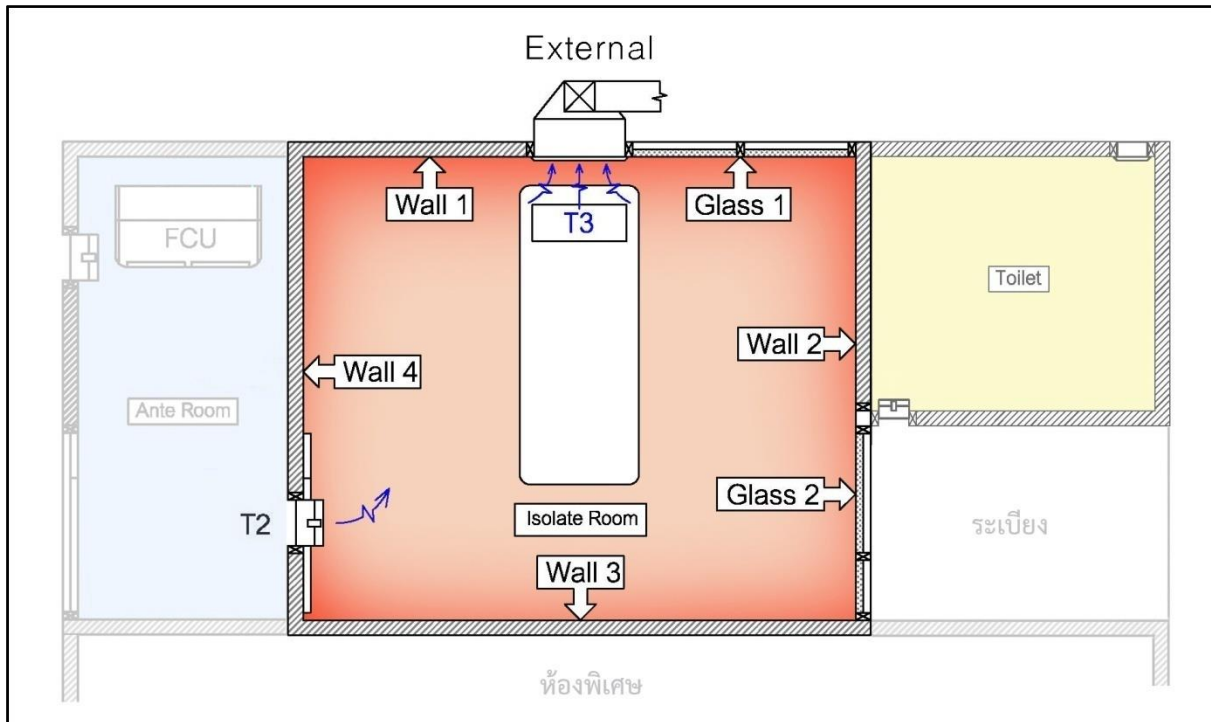 External
Wall 1
Glass 1
FCU
T3
Toilet
Wall 2
Wall 4
Ante Room
Glass 2
T2
Isolate Room
ระเบียง
Wall 3
ห้องพิเศษ